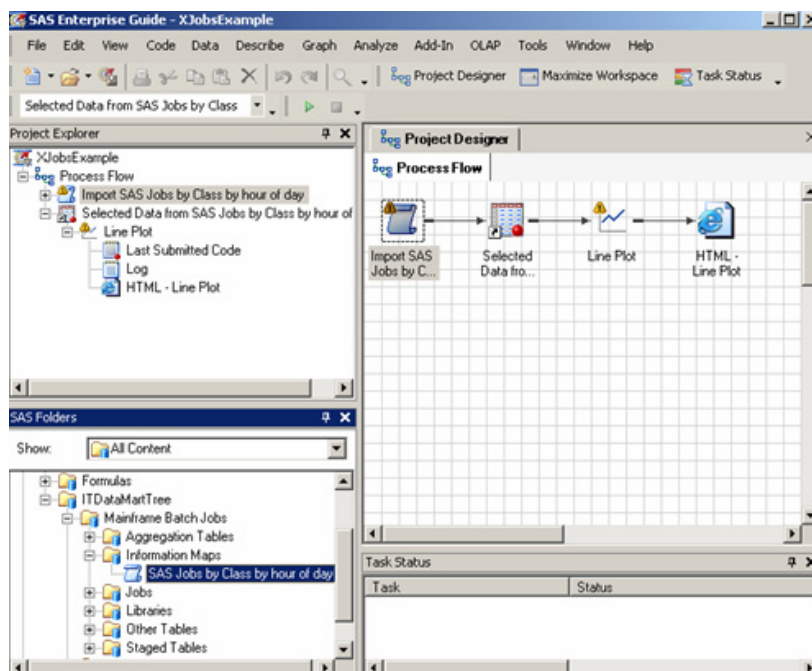 SAS Enterprise Guide - XJobsExample
File Edit View Code Data Describe Graph Analyze Add-In OLAP Tools Window Help
Project Designer Maximize Workspace Task Status
Selected Data from SAS Jobs by Class
Project Explorer
XJobsExample
Process Flow
Import SAS Jobs by Class by hour of day
Selected Data from SAS Jobs by Class by hour of
Line Plot
Last Submitted Code
Log
HTML - Line Plot
SAS Folders
Show: All Content
Formulas
ITDataMartTree
Mainframe Batch Jobs
Aggregation Tables
Information Maps
SAS Jobs by Class by hour of day
Jobs
Libraries
Other Tables
Staged Tables
Project Designer
Process Flow
Import SAS
Jobs by C...
Selected
Data fro...
Line Plot
HTML -
Line Plot
Task Status
Task Status